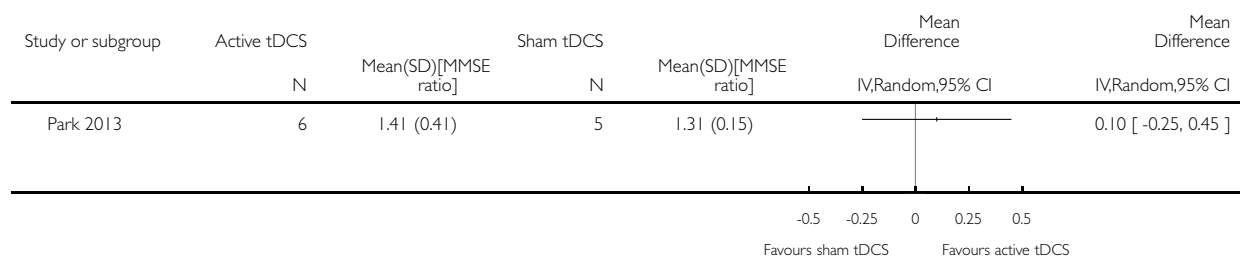 Study or subgroup Active tDCS Sham tDCS Mean Difference Mean Difference
N Mean(SD)[MMSE ratio] N Mean(SD)[MMSE ratio] IV,Random,95% CI IV,Random,95% CI
Park 2013 6 1.41 (0.41) 5 1.31 (0.15) 0.10 [ -0.25, 0.45 ]
-0.5 -0.25 0 0.25 0.5
Favours sham tDCS Favours active tDCS